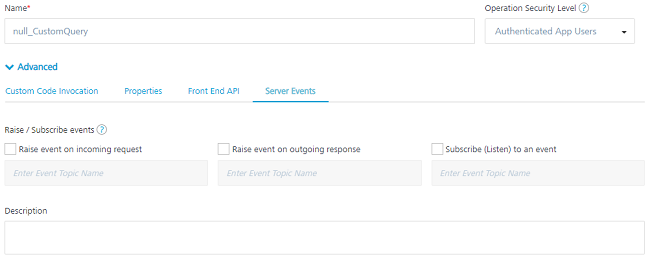 Name* Operation Security Level ?
null_CustomQuery Authenticated App Users
Advanced
Custom Code Invocation Properties Front End API Server Events
Raise / Subscribe events ?
Raise event on incoming request Raise event on outgoing response Subscribe (Listen) to an event
Enter Event Topic Name Enter Event Topic Name Enter Event Topic Name
Description